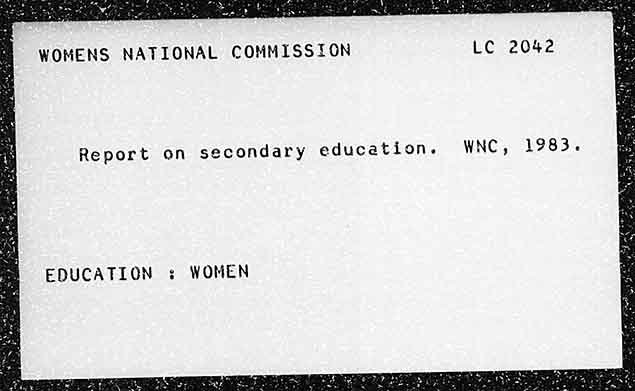 WOMENS NATIONAL COMMISSION LC 2042
Report on secondary education. WNC, 1983.
EDUCATION : WOMEN